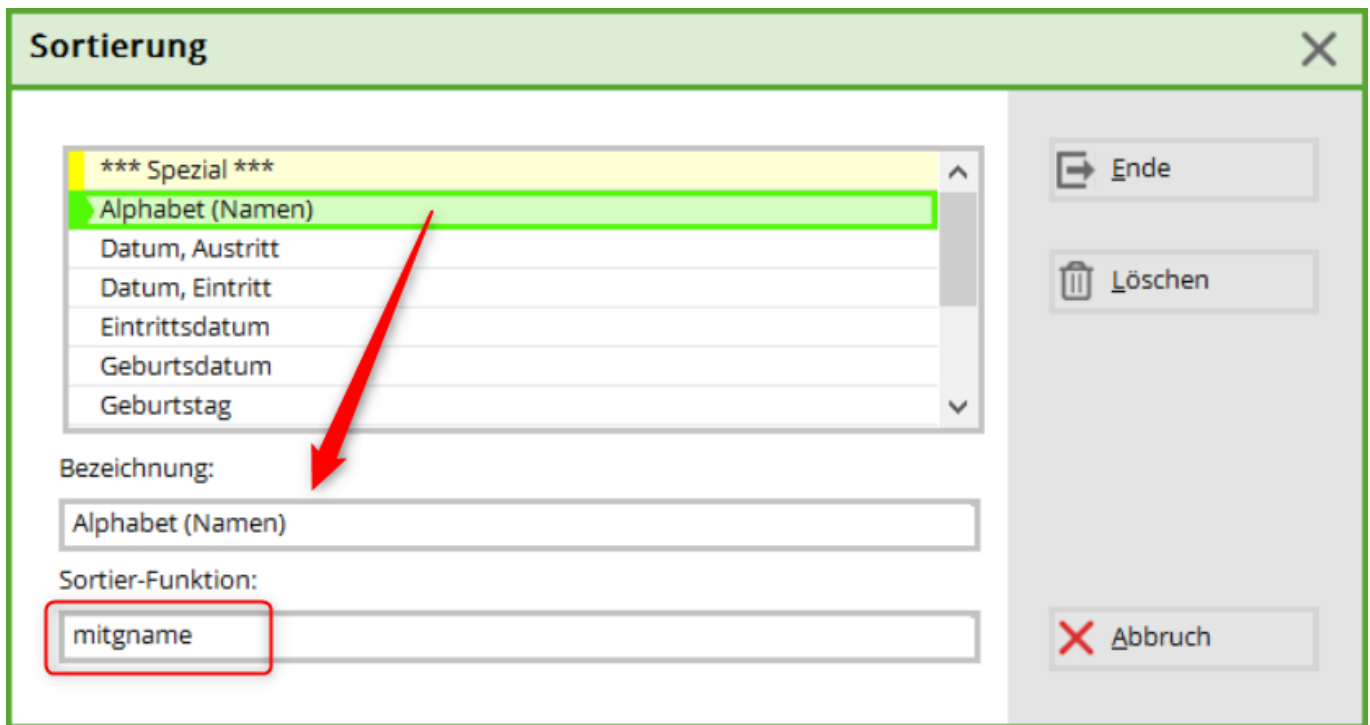 Sortierung
*** Spezial ***
Alphabet (Namen)
Datum, Austritt
Datum, Eintritt
Eintrittsdatum
Geburtsdatum
Geburtstag
Bezeichnung:
Alphabet (Namen)
Sortier-Funktion:
mitgname
Ende
Löschen
Abbruch